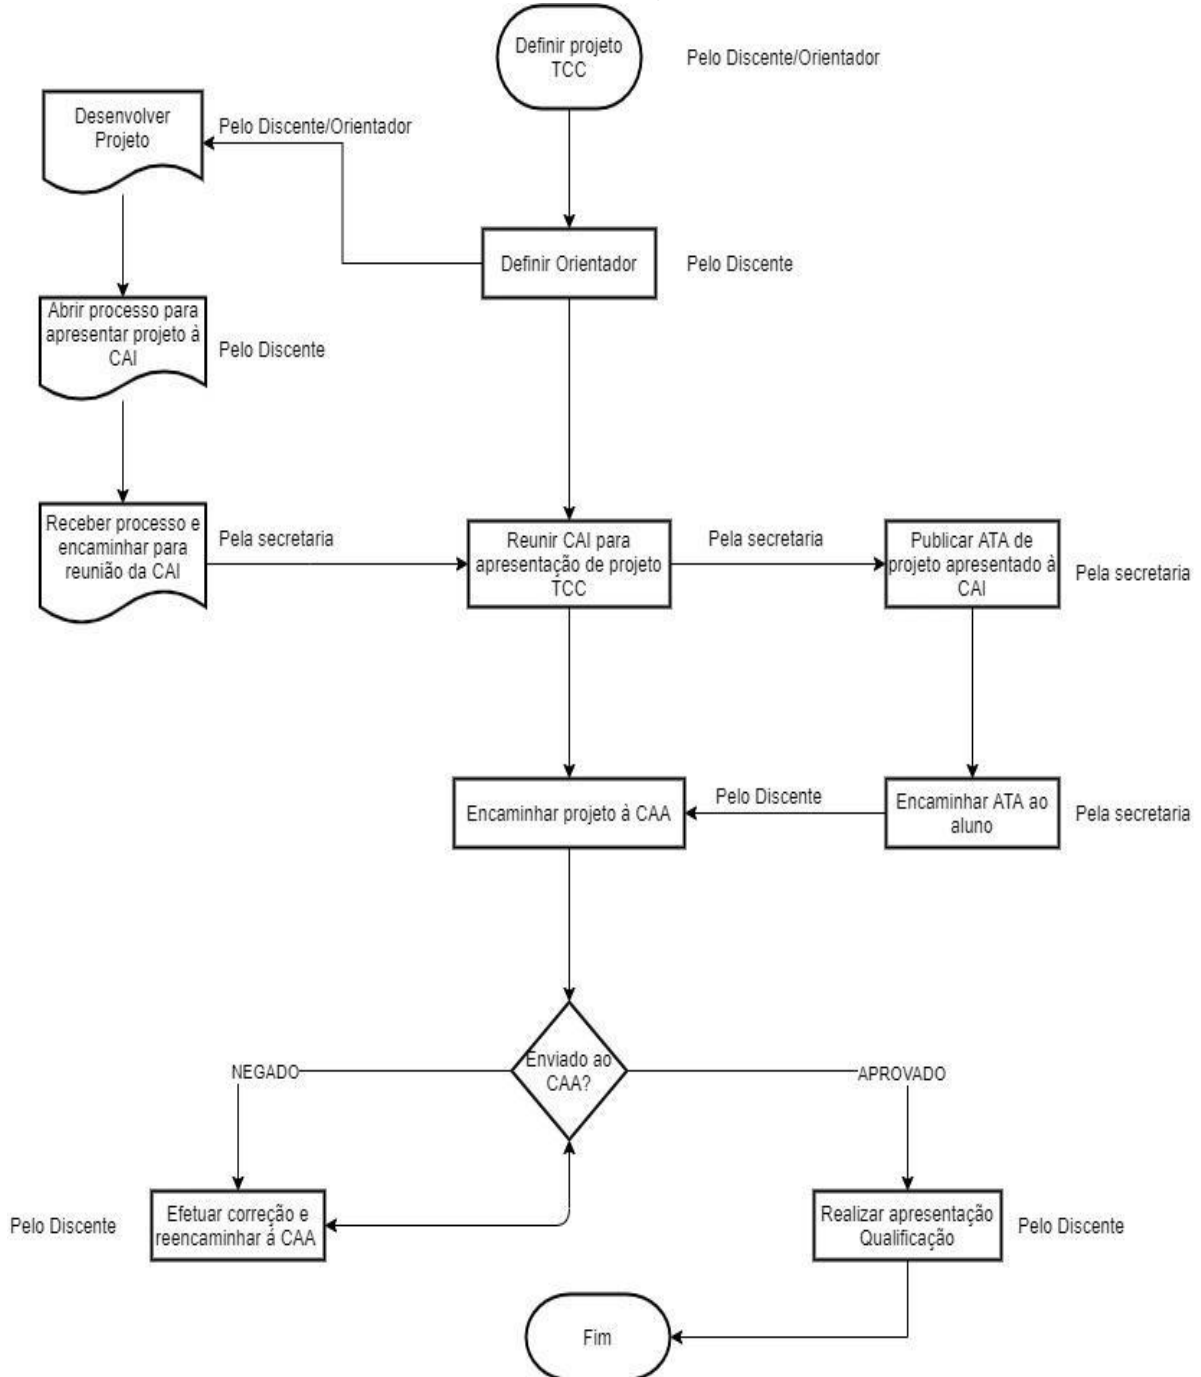 Definir projeto
TCC
Pelo Discente/Orientador
Desenvolver
Projeto
Pelo Discente/Orientador
Definir Orientador
Pelo Discente
Abrir processo para
apresentar projeto à
CAI
Pelo Discente
Receber processo e
encaminhar para
reunião da CAI
Pela secretaria
Reunir CAI para
apresentação de projeto
TCC
Pela secretaria
Publicar ATA de
projeto apresentado à
CAI
Pela secretaria
Encaminhar projeto à CAA
Pelo Discente
Encaminhar ATA ao
aluno
Pela secretaria
Enviado ao
CAA?
NEGADO
APROVADO
Pelo Discente
Efetuar correção e
reencaminhar á CAA
Realizar apresentação
Qualificação
Pelo Discente
Fim